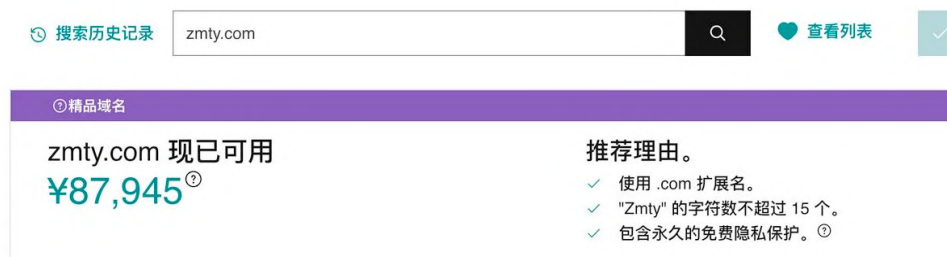 搜索历史记录
zmty.com
查看列表
精品域名
zmty.com 现已可用
¥87,945
推荐理由。
使用 .com 扩展名。
"Zmty" 的字符数不超过 15 个。
包含永久的免费隐私保护。